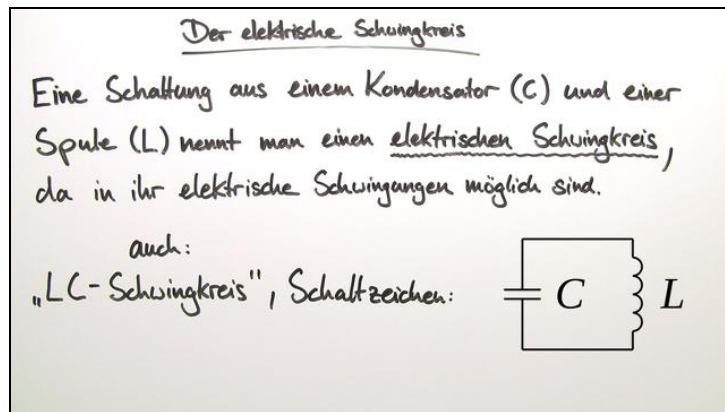 Der elektrische Schwingkreis
Eine Schaltung aus einem Kondensator (C) und einer
Spule (L) nennt man einen elektrischen Schwingkreis,
da in ihr elektrische Schwingungen möglich sind.
auch:
„LC-Schwingkreis", Schaltzeichen:
C L